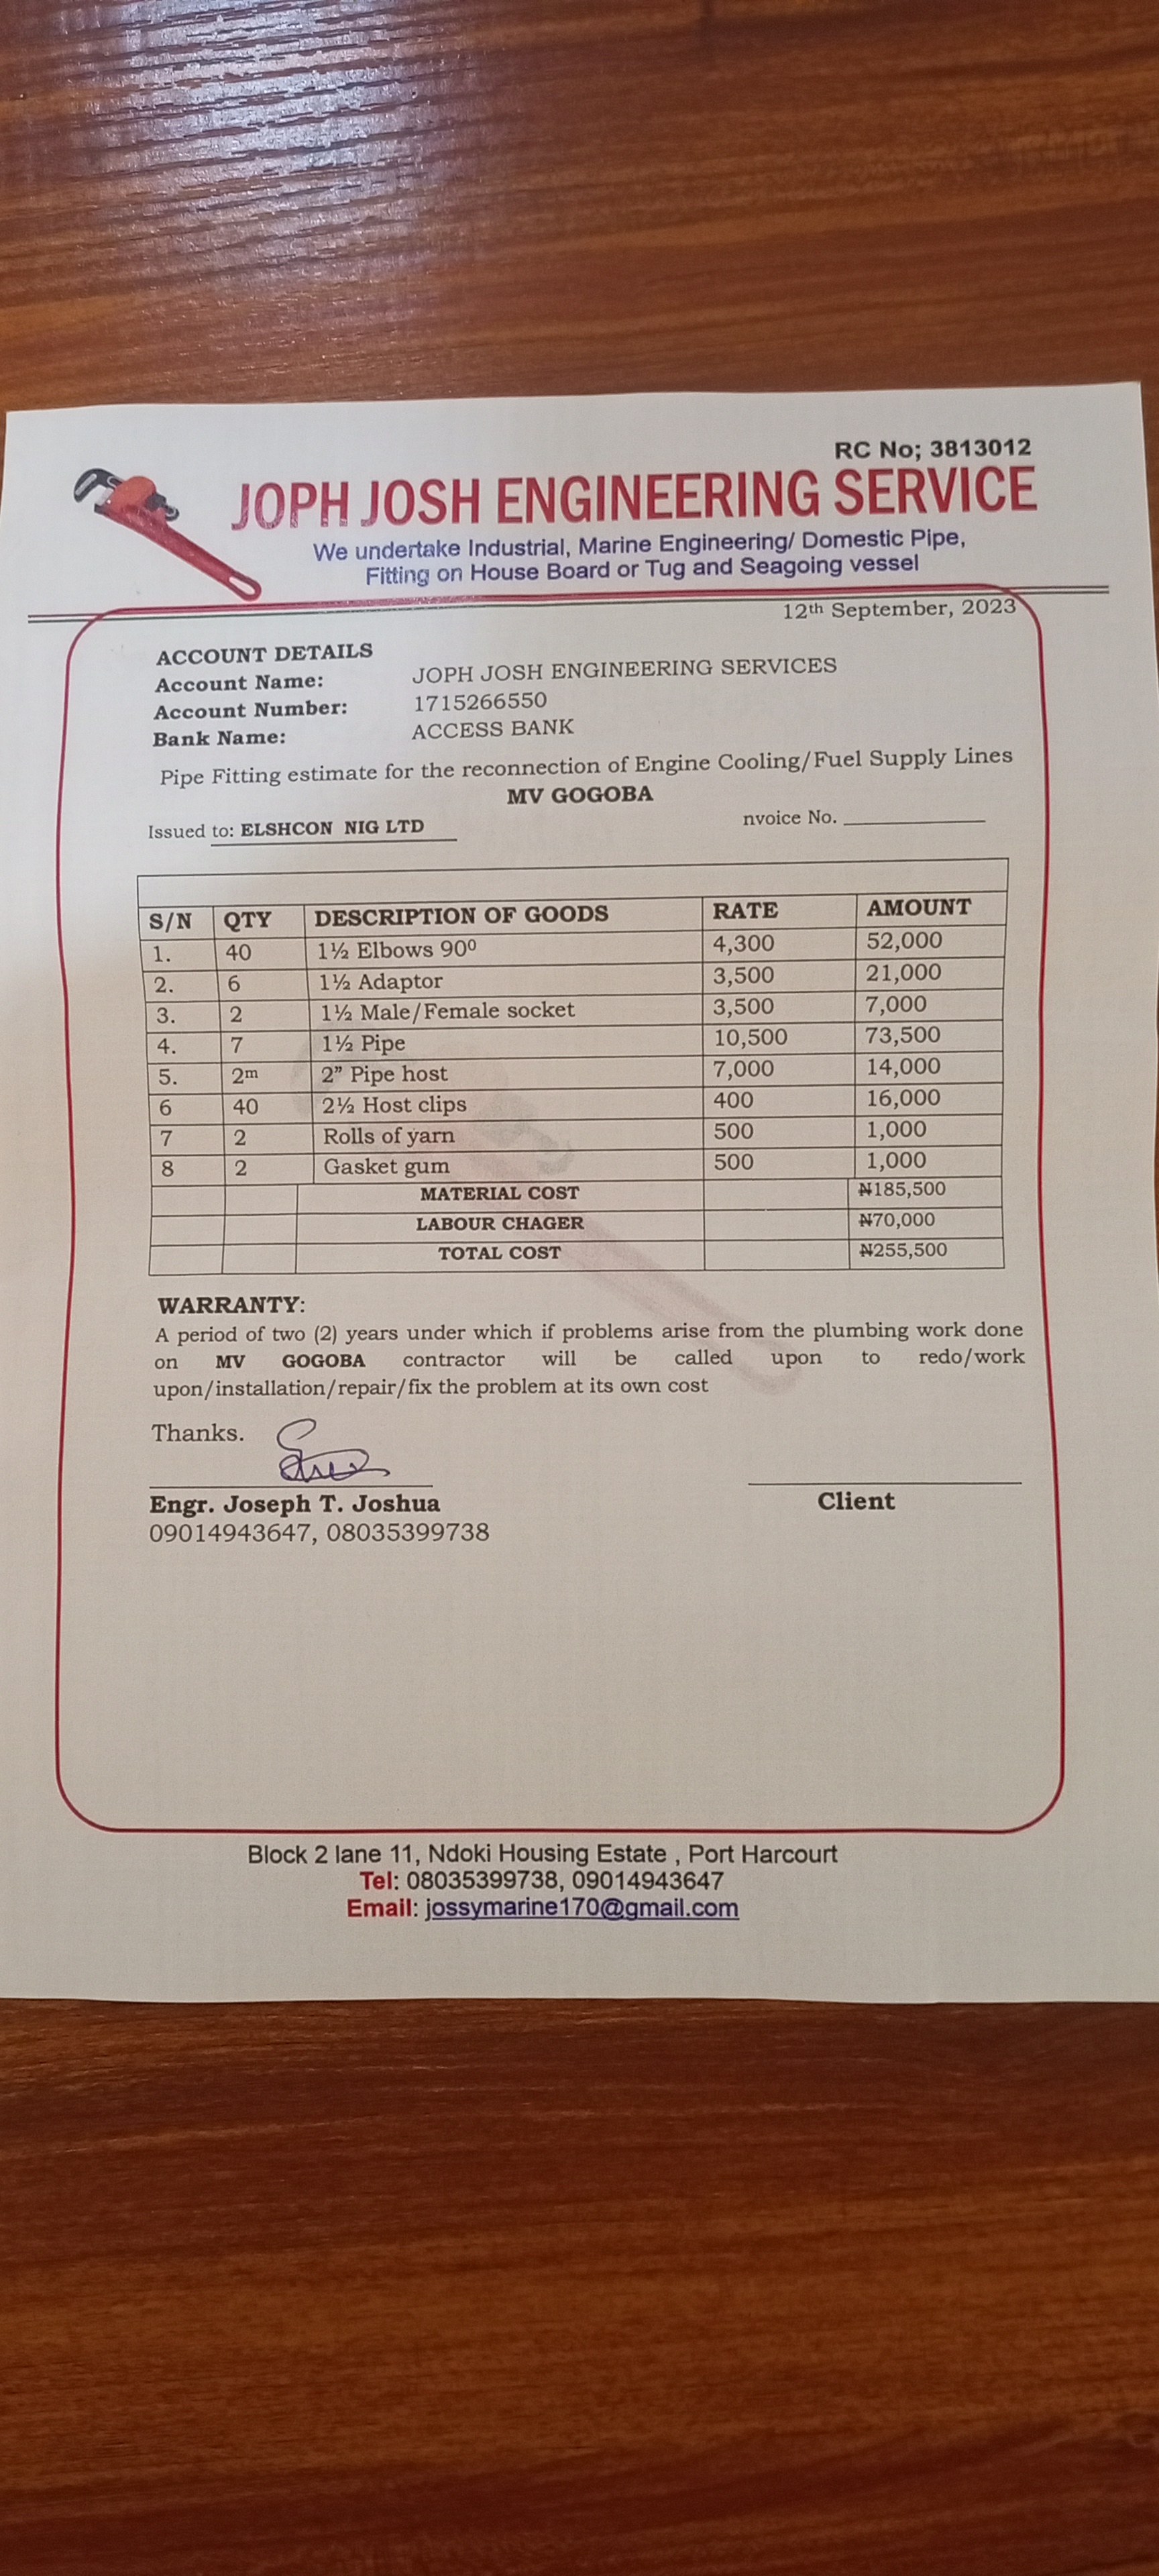 RC No; 3813012
JOPH JOSH ENGINEERING SERVICE
We undertake Industrial, Marine Engineering/ Domestic Pipe,
Fitting on House Board or Tug and Seagoing vessel
12th September, 2023
ACCOUNT DETAILS
Account Name: JOPH JOSH ENGINEERING SERVICES
Account Number: 1715266550
Bank Name: ACCESS BANK
Pipe Fitting estimate for the reconnection of Engine Cooling/Fuel Supply Lines
MV GOGOBA
Issued to: ELSHCON NIG LTD nvoice No. ____________
S/N QTY DESCRIPTION OF GOODS RATE AMOUNT
1. 40 1½ Elbows 90⁰ 4,300 52,000
2. 6 1½ Adaptor 3,500 21,000
3. 2 1½ Male/Female socket 3,500 7,000
4. 7 1½ Pipe 10,500 73,500
5. 2m 2” Pipe host 7,000 14,000
6 40 2½ Host clips 400 16,000
7 2 Rolls of yarn 500 1,000
8 2 Gasket gum 500 1,000
MATERIAL COST ₦185,500
LABOUR CHAGER ₦70,000
TOTAL COST ₦255,500
WARRANTY:
A period of two (2) years under which if problems arise from the plumbing work done
on MV GOGOBA contractor will be called upon to redo/work
upon/installation/repair/fix the problem at its own cost
Thanks.
Engr. Joseph T. Joshua Client
09014943647, 08035399738
Block 2 lane 11, Ndoki Housing Estate , Port Harcourt
Tel: 08035399738, 09014943647
Email: jossymarine170@gmail.com